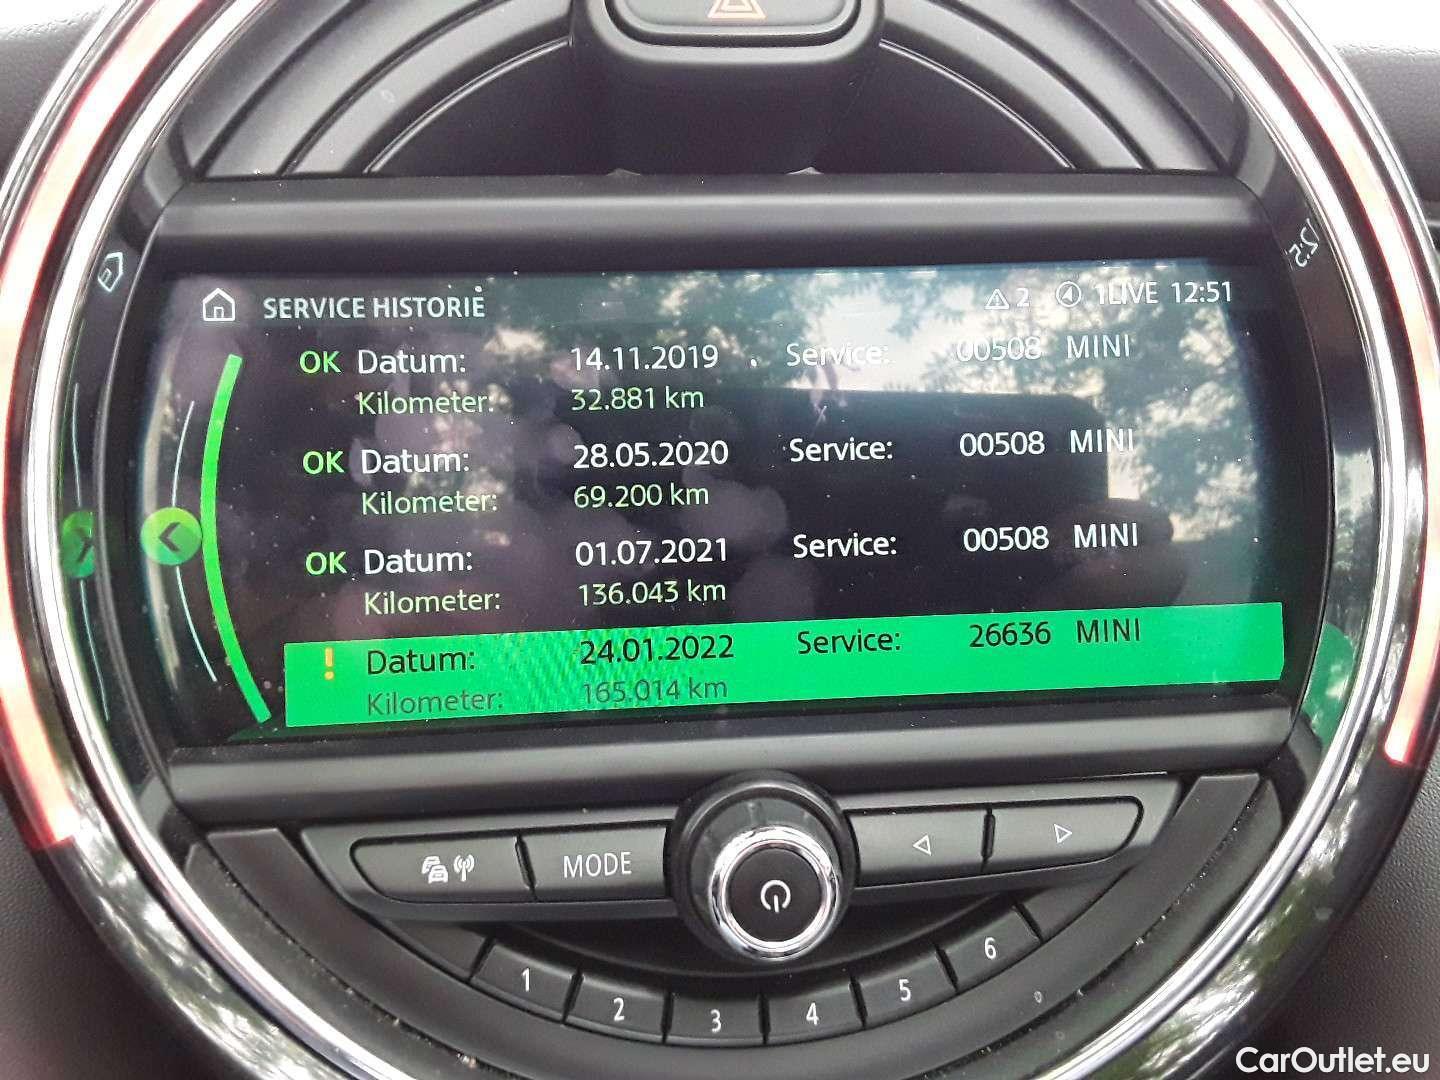 SERVICE HISTORIE 2 1LIVE 12:51
OK Datum: 14.11.2019 Service: 00508 MINI
Kilometer: 32.881 km
OK Datum: 28.05.2020 Service: 00508 MINI
Kilometer: 69.200 km
OK Datum: 01.07.2021 Service: 00508 MINI
Kilometer: 136.043 km
! Datum: 24.01.2022 Service: 26636 MINI
Kilometer: 165.014 km
MODE
1 2 3 4 5 6
CarOutlet.eu